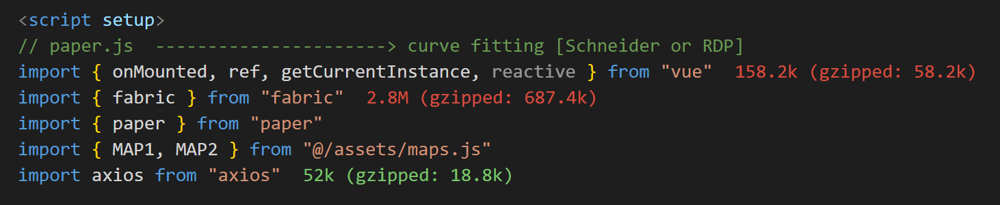 <script setup>
// paper.js  ----------------------> curve fitting [Schneider or RDP]
import { onMounted, ref, getCurrentInstance, reactive } from "vue"  158.2k (gzipped: 58.2k)
import { fabric } from "fabric"  2.8M (gzipped: 687.4k)
import { paper } from "paper"
import { MAP1, MAP2 } from "@/assets/maps.js"
import axios from "axios"  52k (gzipped: 18.8k)